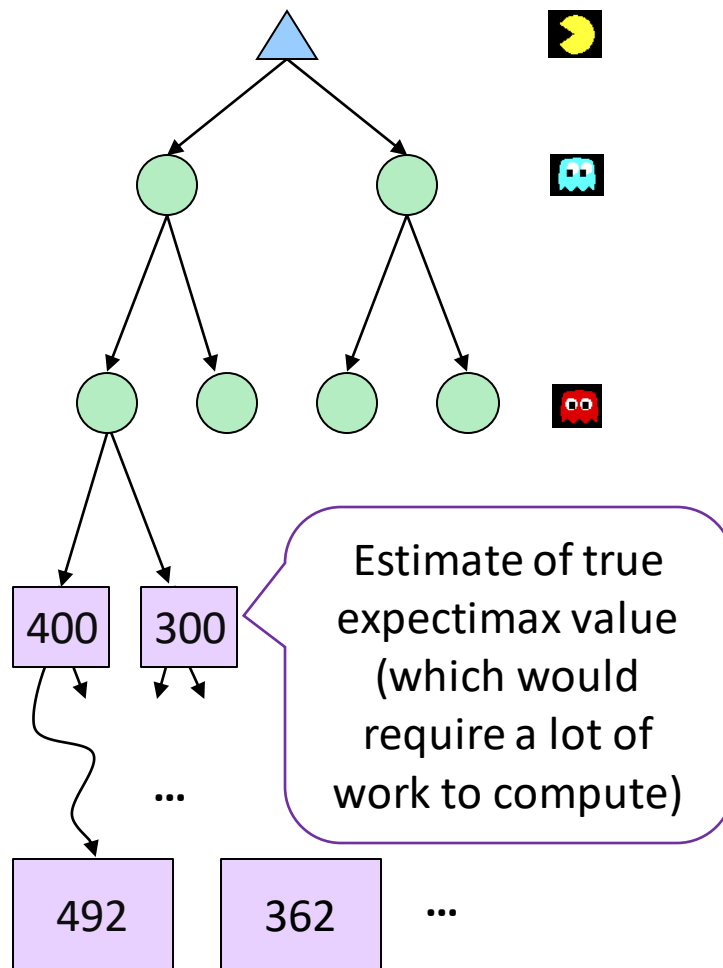 400 300
Estimate of true
expectimax value
(which would
require a lot of
work to compute)
...
492 362 ...